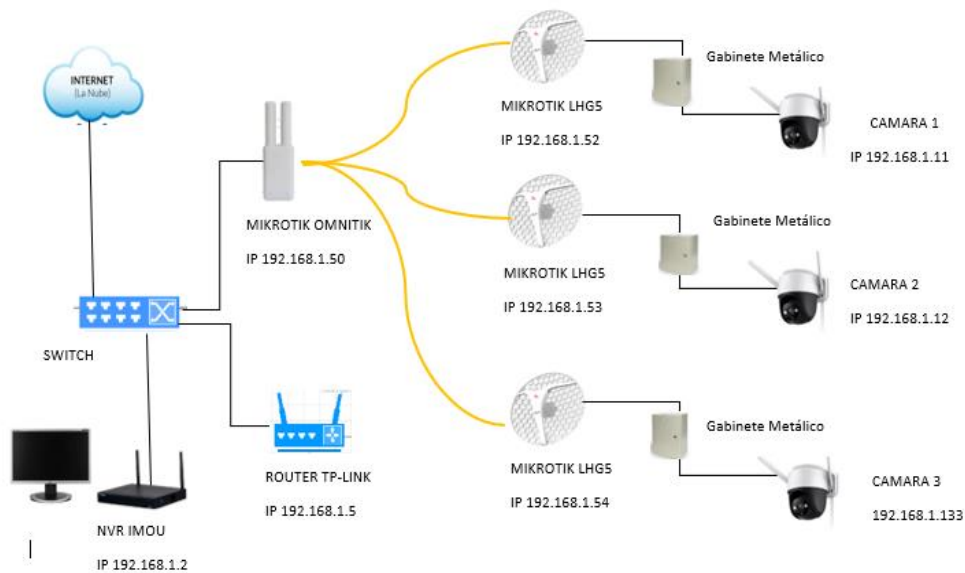 INTERNET
(La Nube)
MIKROTIK OMNITIK
IP 192.168.1.50
SWITCH
ROUTER TP-LINK
IP 192.168.1.5
NVR IMOU
IP 192.168.1.2
MIKROTIK LHG5
IP 192.168.1.52
Gabinete Metálico
CAMARA 1
IP 192.168.1.11
MIKROTIK LHG5
IP 192.168.1.53
Gabinete Metálico
CAMARA 2
IP 192.168.1.12
MIKROTIK LHG5
IP 192.168.1.54
Gabinete Metálico
CAMARA 3
192.168.1.133